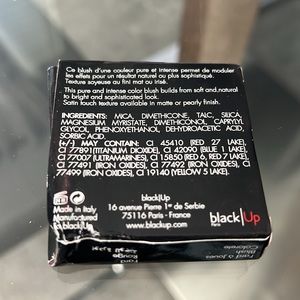 Ce blush d'une couleur pure et intense permet de moduler
les effets pour un résultat naturel ou plus sophistiqué.
Texture soyeuse au fini mat ou irisé.
This pure and intense color blush builds from soft and natural
to bright and sophisticated look.
Satin touch texture available in matte or pearly finish.
INGREDIENTS: MICA, DIMETHICONE, TALC, SILICA,
MAGNESIUM MYRISTATE, DIMETHICONOL, CAPRYLYL
GLYCOL, PHENOXYETHANOL, DEHYDROACETIC ACID,
SORBIC ACID.
(+/-) MAY CONTAIN: CI 45410 (RED 27 LAKE),
CI 77891 (TITANIUM DIOXIDE), CI 42090 (BLUE 1 LAKE),
CI 77007 (ULTRAMARINES), CI 15850 (RED 6, RED 7 LAKE),
CI 77491 (IRON OXIDES), CI 77492 (IRON OXIDES), CI
77499 (IRON OXIDES), CI 19140 (YELLOW 5 LAKE).
black|Up
16 avenue Pierre 1er de Serbie
75116 Paris - France
www.blackup.com
Made in Italy
Manufactured
by black|Up
black|Up
Paris
Fard à Joues
Blush